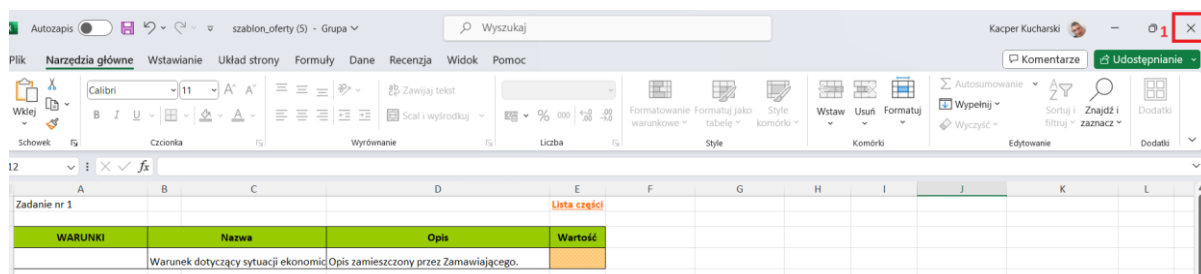 Autozapis szablon_oferty (5) - Grupa Wyszukaj Kacper Kucharski 1
Plik Narzędzia główne Wstawianie Układ strony Formuły Dane Recenzja Widok Pomoc Komentarze Udostępnianie
Calibri 11 A A Zawijaj tekst Autosumowanie
Wklej B I U A Scal i wyśrodkuj % 000 Formatowanie warunkowe Formatuj jako tabelę Style komórki Wstaw Usuń Formatuj Wypełnij Sortuj i filtruj Znajdź i zaznacz Dodatki
Wyczyść
Schowek Czcionka Wyrównanie Liczba Style Komórki Edytowanie Dodatki
12 fx
A B C D E F G H I J K L
Zadanie nr 1 Lista części
WARUNKI Nazwa Opis Wartość
Warunek dotyczący sytuacji ekonomic Opis zamieszczony przez Zamawiającego.